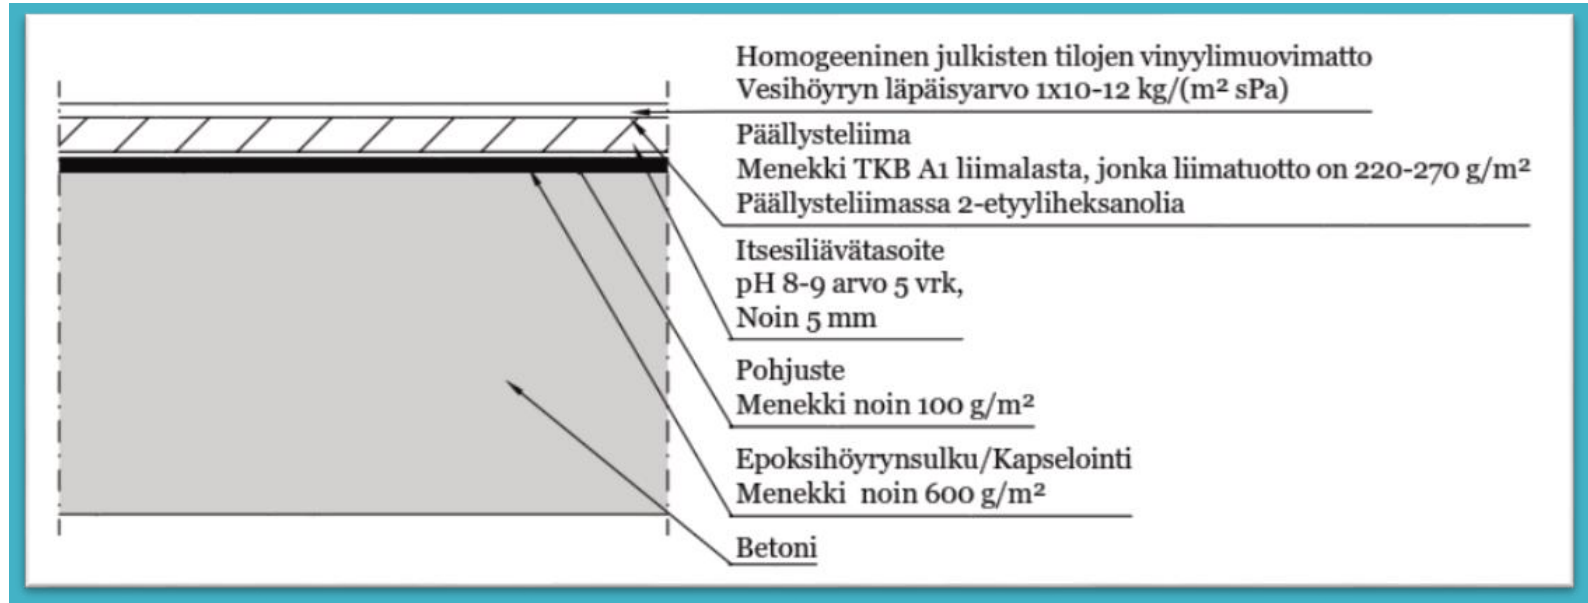 Homogeeninen julkisten tilojen vinyylimuovimatto
Vesihöyryn läpäisyarvo 1x10-12 kg/(m² sPa)
Päällysteliima
Menekki TKB A1 liimalasta, jonka liimatuotto on 220-270 g/m²
Päällysteliimassa 2-etyyliheksanolia
Itsesiliävätasoite
pH 8-9 arvo 5 vrk,
Noin 5 mm
Pohjuste
Menekki noin 100 g/m²
Epoksihöyrynsulku/Kapselointi
Menekki noin 600 g/m²
Betoni